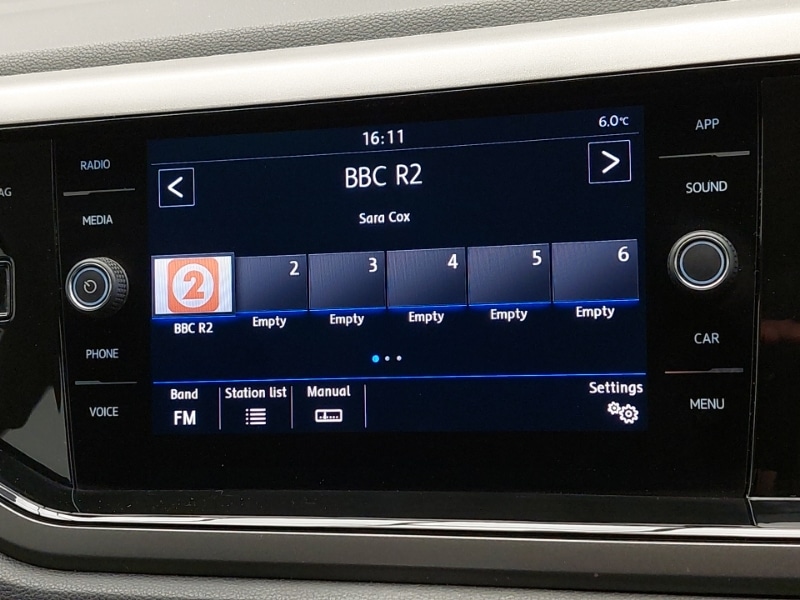 16:11
6.0°C
BBC R2
Sara Cox
2
2
3
4
5
6
BBC R2
Empty
Empty
Empty
Empty
Empty
Band
FM
Station list
Manual
Settings
RADIO
MEDIA
PHONE
VOICE
APP
SOUND
CAR
MENU
AG